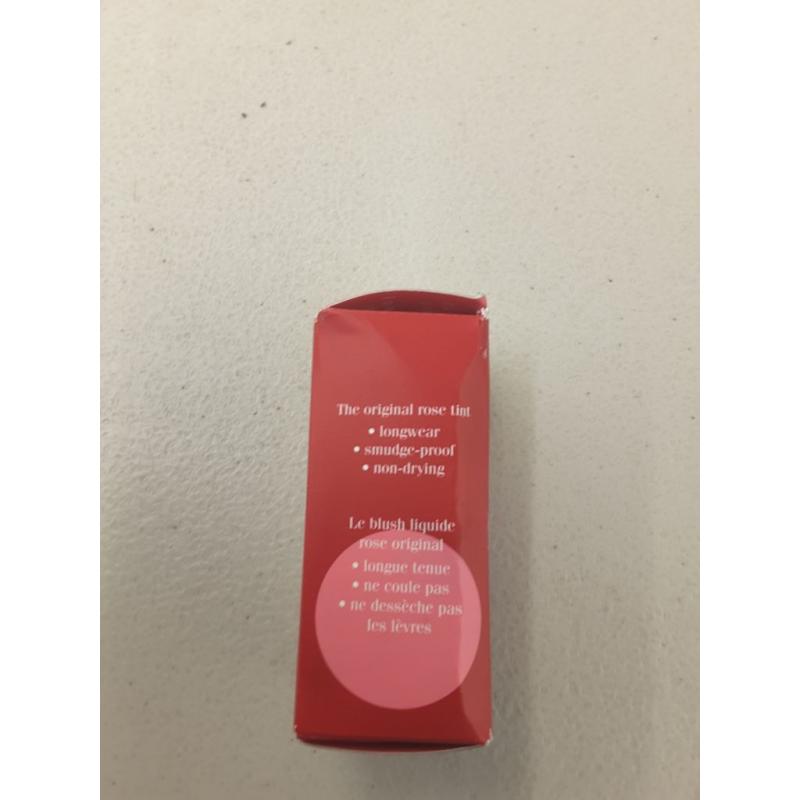 The original rose tint
• longwear
• smudge-proof
• non-drying
Le blush liquide
rose original
• longue tenue
• ne coule pas
• ne dessèche pas
les lèvres